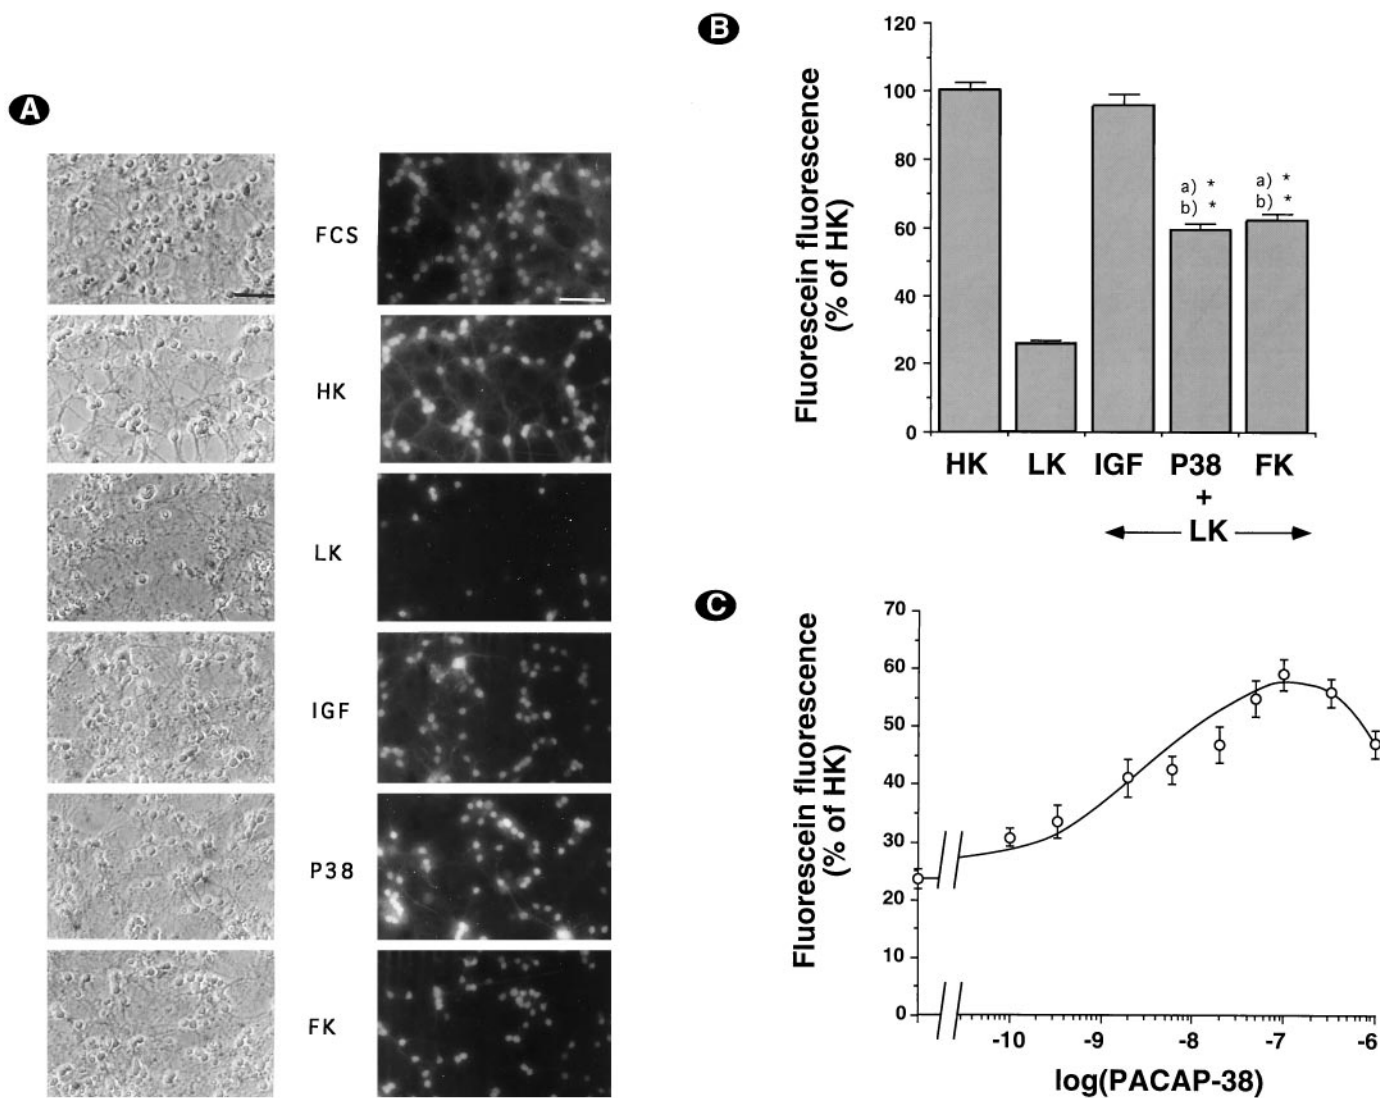 A
FCS
HK
LK
IGF
P38
FK
B
Fluorescein fluorescence
(% of HK)
120
100
80
60
40
20
0
a) *
b) *
a) *
b) *
HK LK IGF P38 FK
+
LK
C
Fluorescein fluorescence
(% of HK)
70
60
50
40
30
20
10
0
-10 -9 -8 -7 -6
log(PACAP-38)